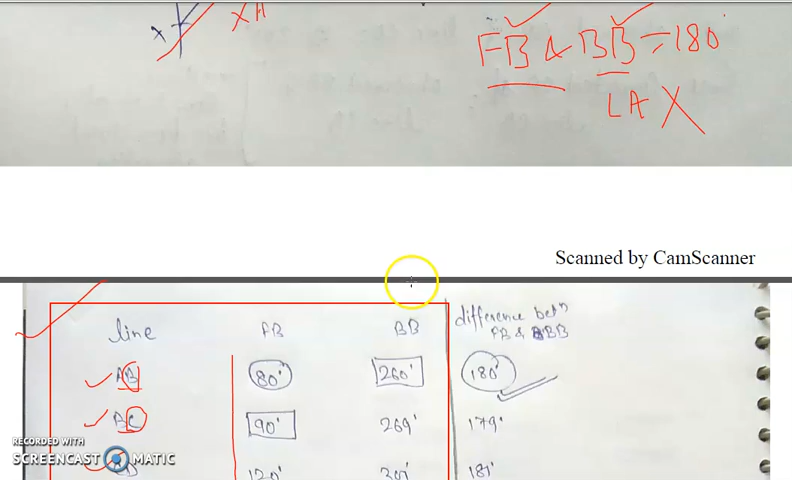 X A
X
FB & BB = 180°
LA X
Scanned by CamScanner
line FB BB difference betn FB & BB
AB 80° 260° 180°
BC 90° 269° 179°
120° 301° 181°
RECORDED WITH
SCREENCAST MATIC